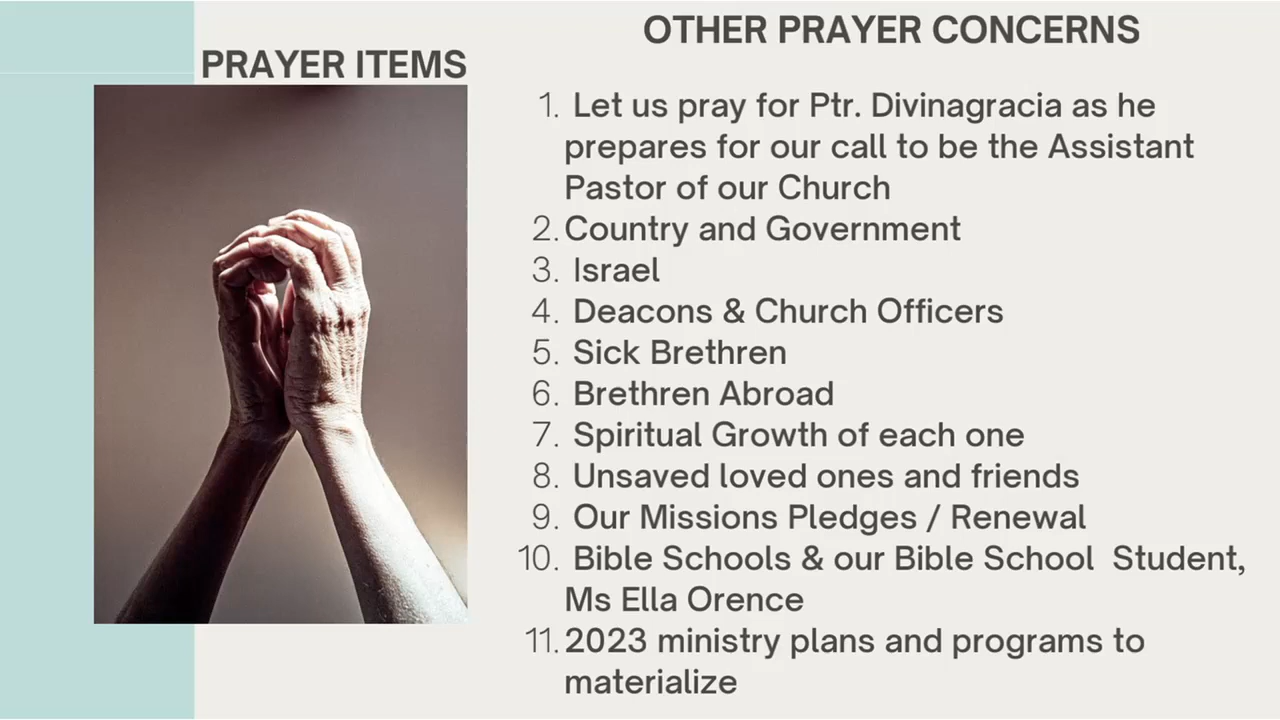 PRAYER ITEMS
OTHER PRAYER CONCERNS
1. Let us pray for Ptr. Divinagracia as he
prepares for our call to be the Assistant
Pastor of our Church
2. Country and Government
3. Israel
4. Deacons & Church Officers
5. Sick Brethren
6. Brethren Abroad
7. Spiritual Growth of each one
8. Unsaved loved ones and friends
9. Our Missions Pledges / Renewal
10. Bible Schools & our Bible School Student,
Ms Ella Orence
11. 2023 ministry plans and programs to
materialize